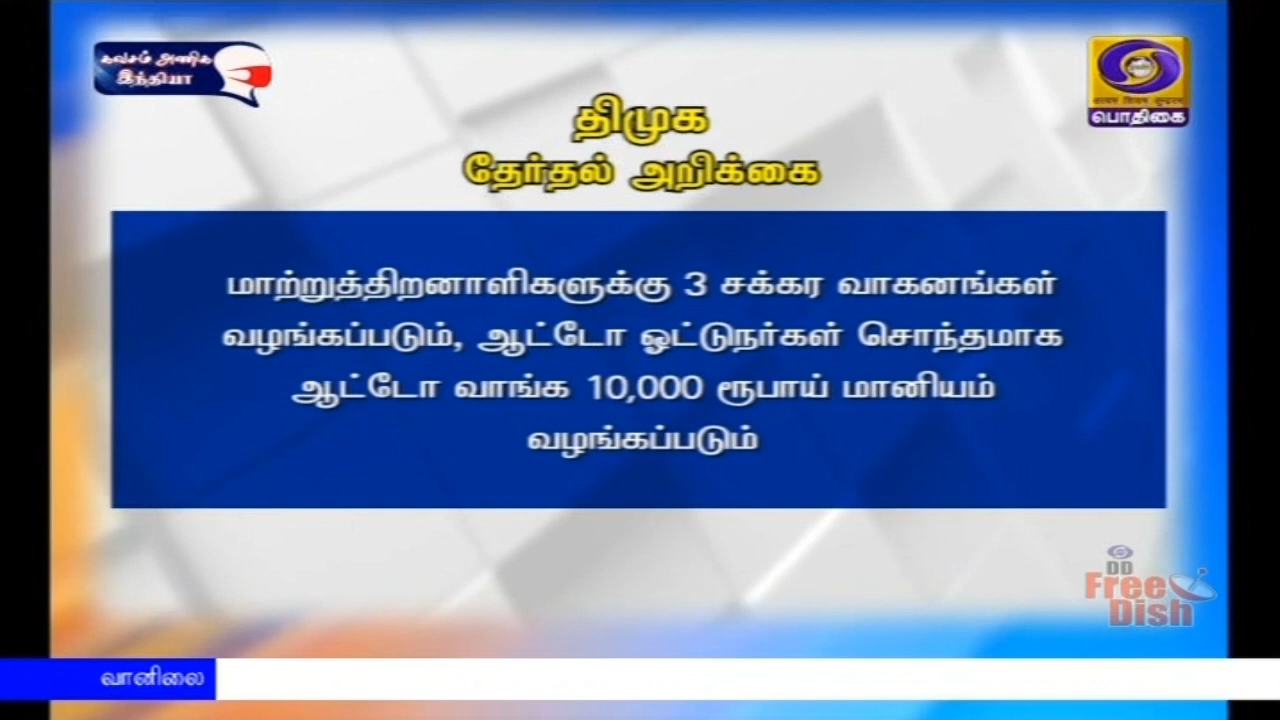 கவசம் அணிக
இந்தியா
பொதிகை
திமுக
தேர்தல் அறிக்கை
மாற்றுத்திறனாளிகளுக்கு 3 சக்கர வாகனங்கள்
வழங்கப்படும், ஆட்டோ ஓட்டுநர்கள் சொந்தமாக
ஆட்டோ வாங்க 10,000 ரூபாய் மானியம்
வழங்கப்படும்
DD
Free
Dish
வானிலை